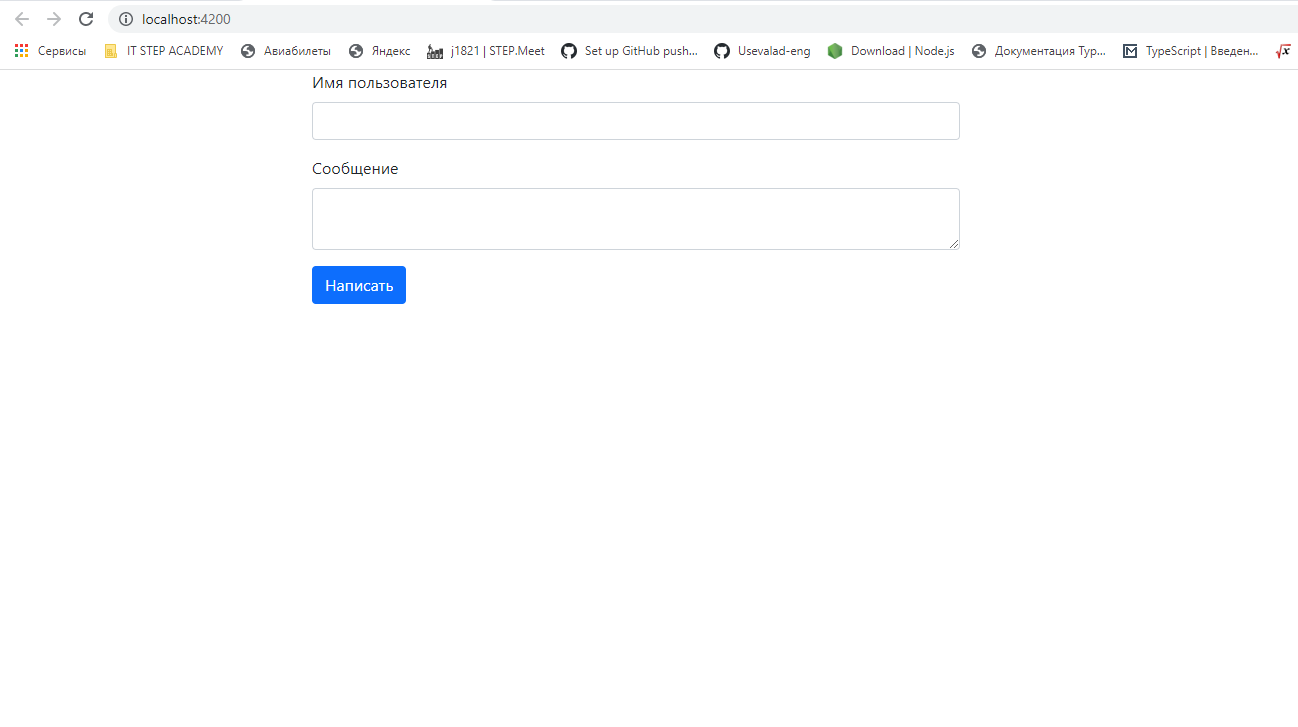 localhost:4200
Сервисы IT STEP ACADEMY Авиабилеты Яндекс j1821 | STEP.Meet Set up GitHub push... Usevalad-eng Download | Node.js Документация Typ... TypeScript | Введен... √x
Имя пользователя
Сообщение
Написать